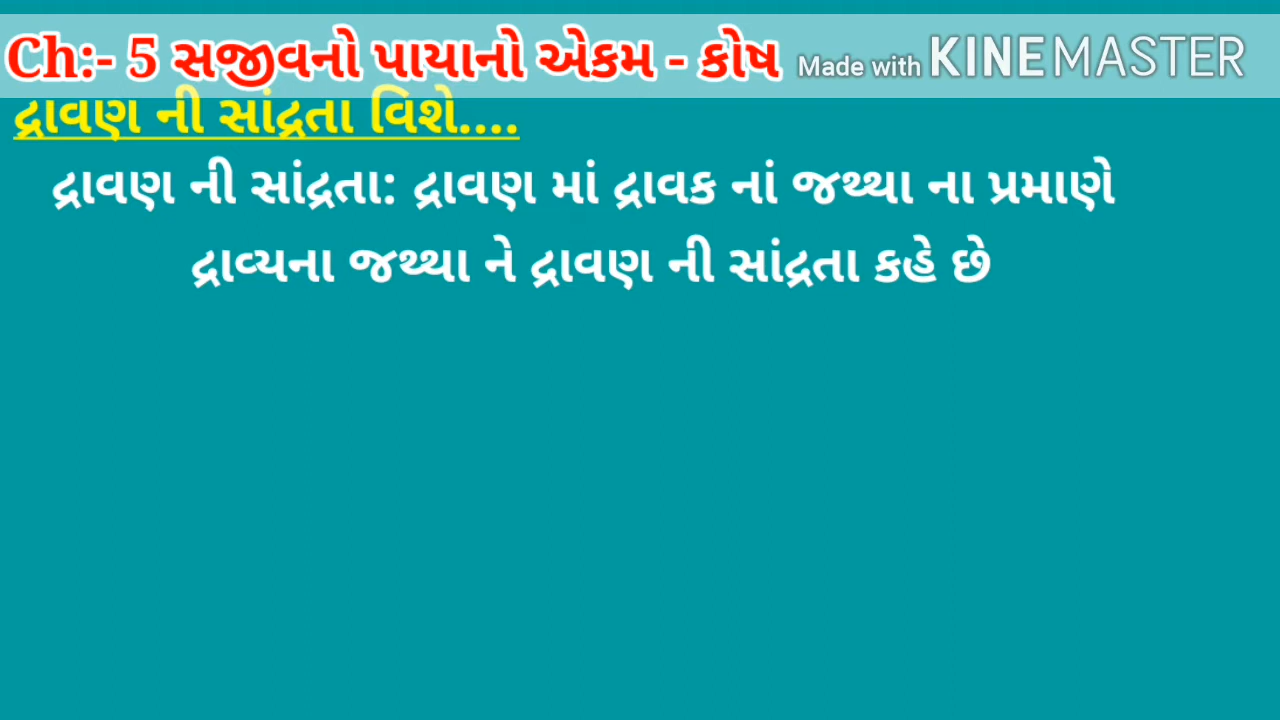 Ch:- 5 સજીવનો પાયાનો એકમ - કોષ Made with KINEMASTER
દ્રાવણ ની સાંદ્રતા વિશે....
દ્રાવણ ની સાંદ્રતા: દ્રાવણ માં દ્રાવક નાં જથ્થા ના પ્રમાણે
દ્રાવ્યના જથ્થા ને દ્રાવણ ની સાંદ્રતા કહે છે